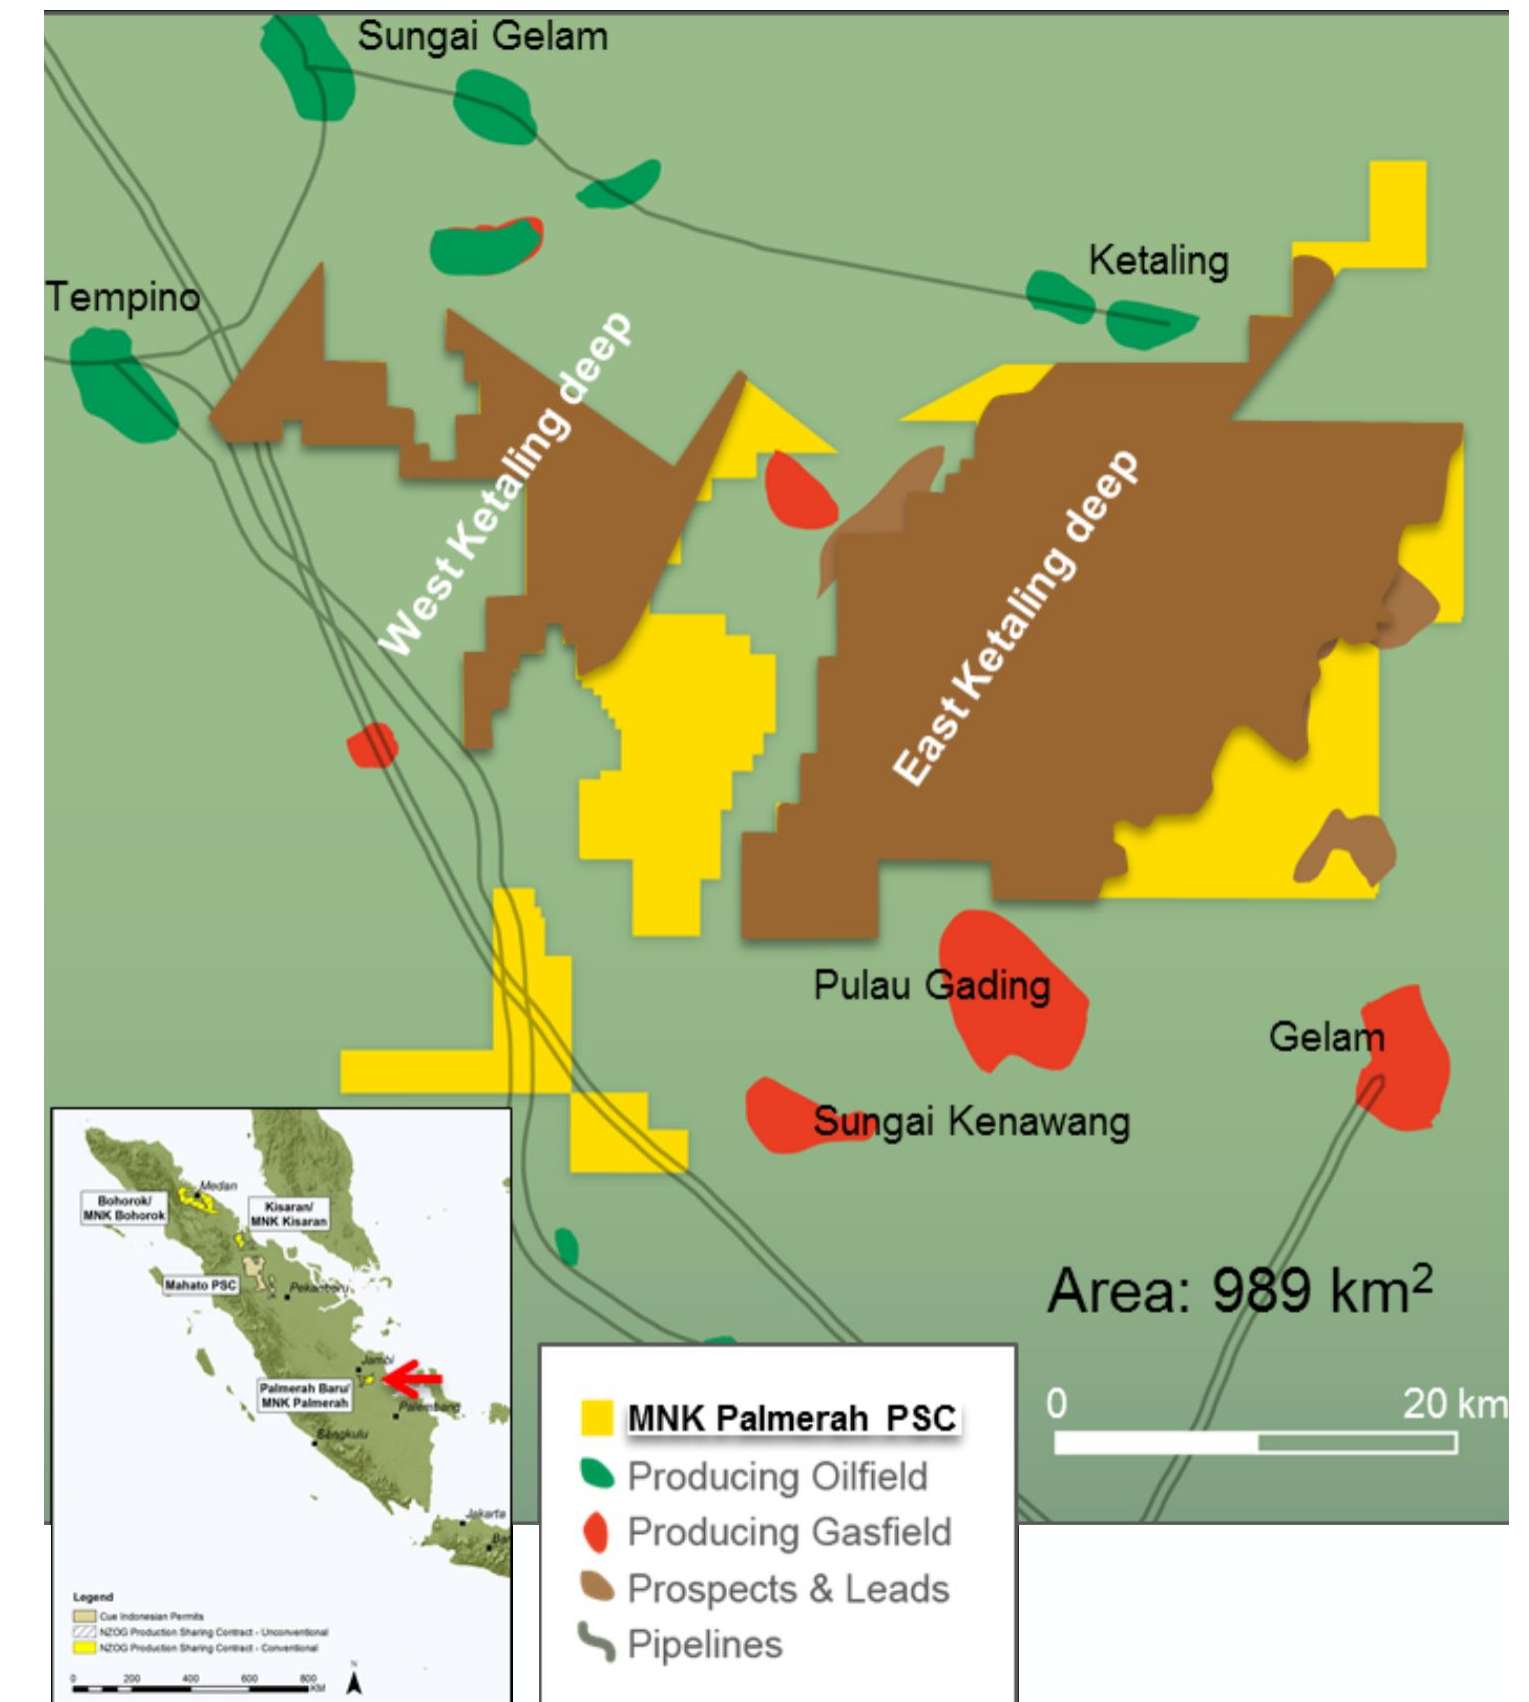 Sungai Gelam
Ketaling
Tempino
West Ketaling deep
East Ketaling deep
Pulau Gading
Gelam
Sungai Kenawang
Area: 989 km²
0 20 km
MNK Palmerah PSC
Producing Oilfield
Producing Gasfield
Prospects & Leads
Pipelines
Medan
Bohorok/
MNK Bohorok
Kisaran/
MNK Kisaran
Mahato PSC
Pekanbaru
Jambi
Palmerah Baru/
MNK Palmerah
Palembang
Bengkulu
Jakarta
Ban
Legend
Cue Indonesian Permits
NZOG Production Sharing Contract - Unconventional
NZOG Production Sharing Contract - Conventional
N
0 200 400 600 800
KM